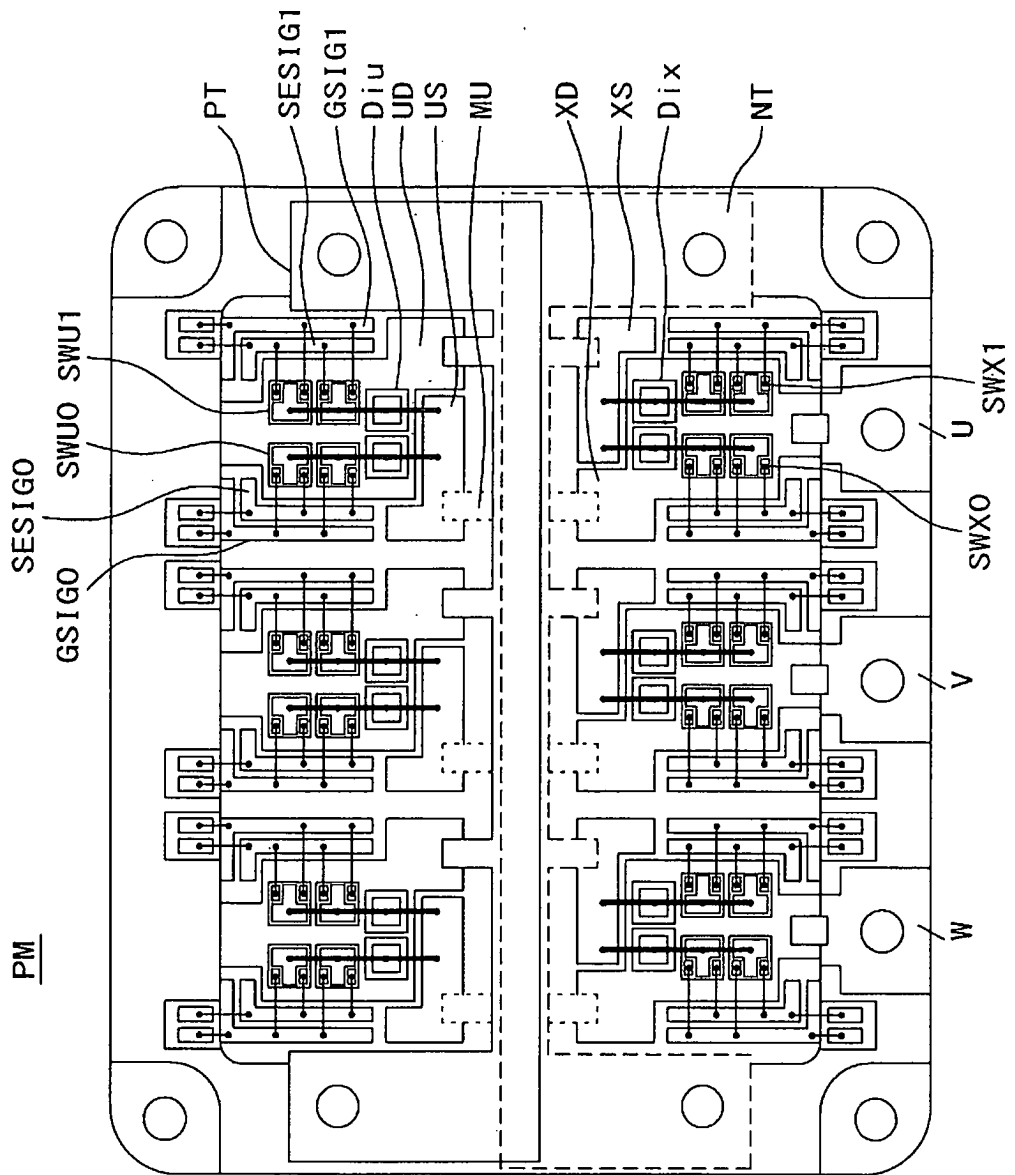 PM
SESIG0
GSIG0
SWU0 SWU1
PT
SESIG1
GSIG1
Diu
UD
US
MU
XD
XS
Dix
NT
W
V
U
SWX0
SWX1